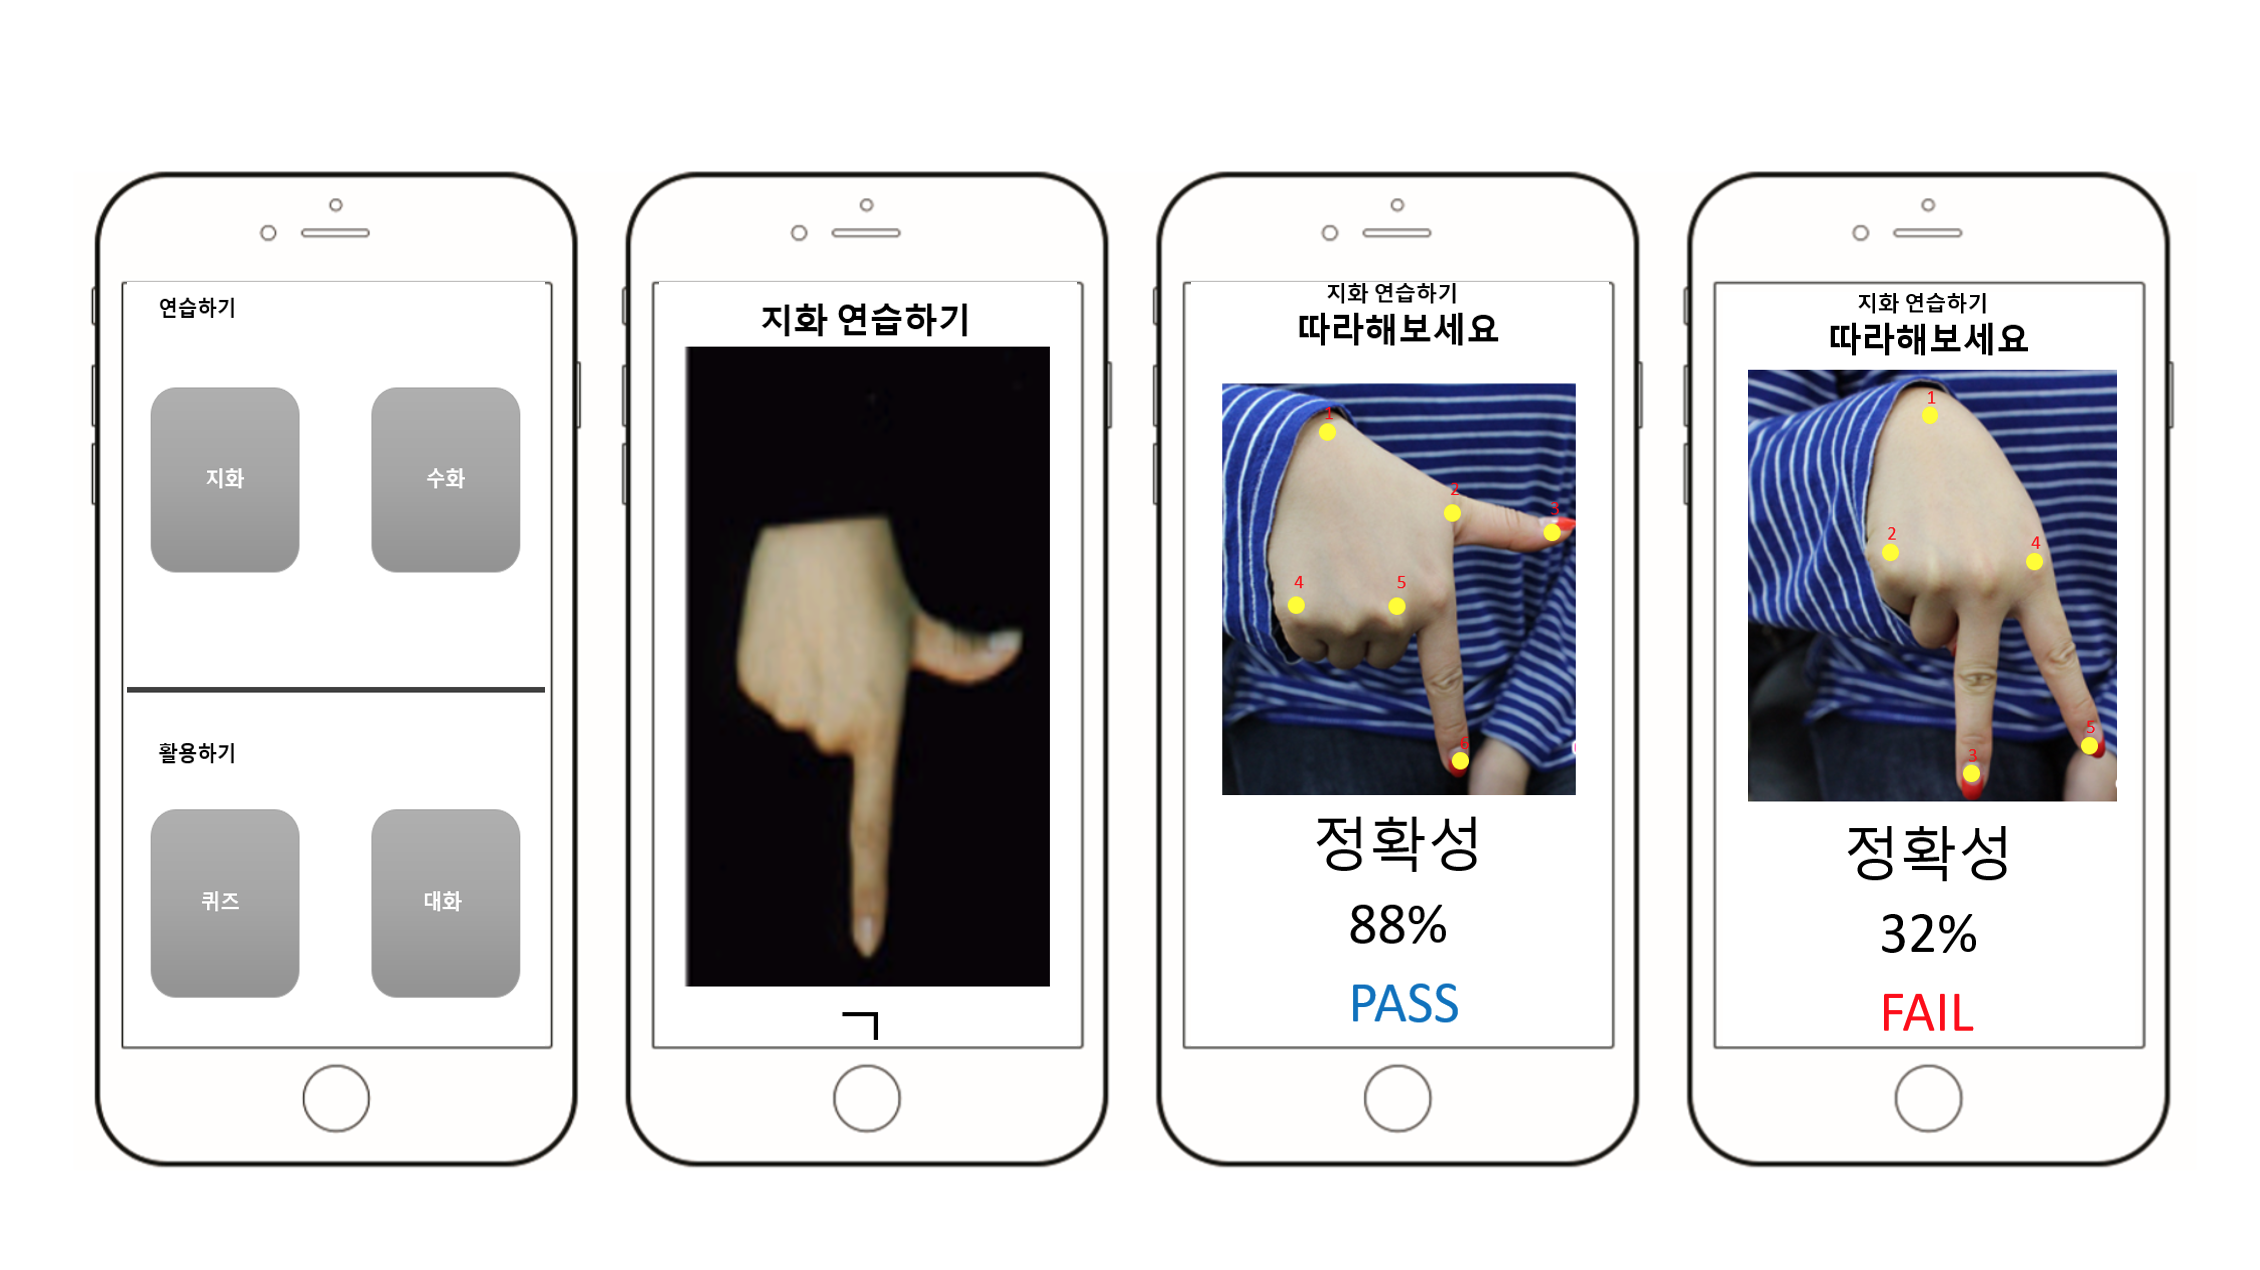 연습하기
지화
수화
활용하기
퀴즈
대화
지화 연습하기
ㄱ
지화 연습하기
따라해보세요
1
2
3
4
5
6
정확성
88%
PASS
지화 연습하기
따라해보세요
1
2
4
5
3
정확성
32%
FAIL